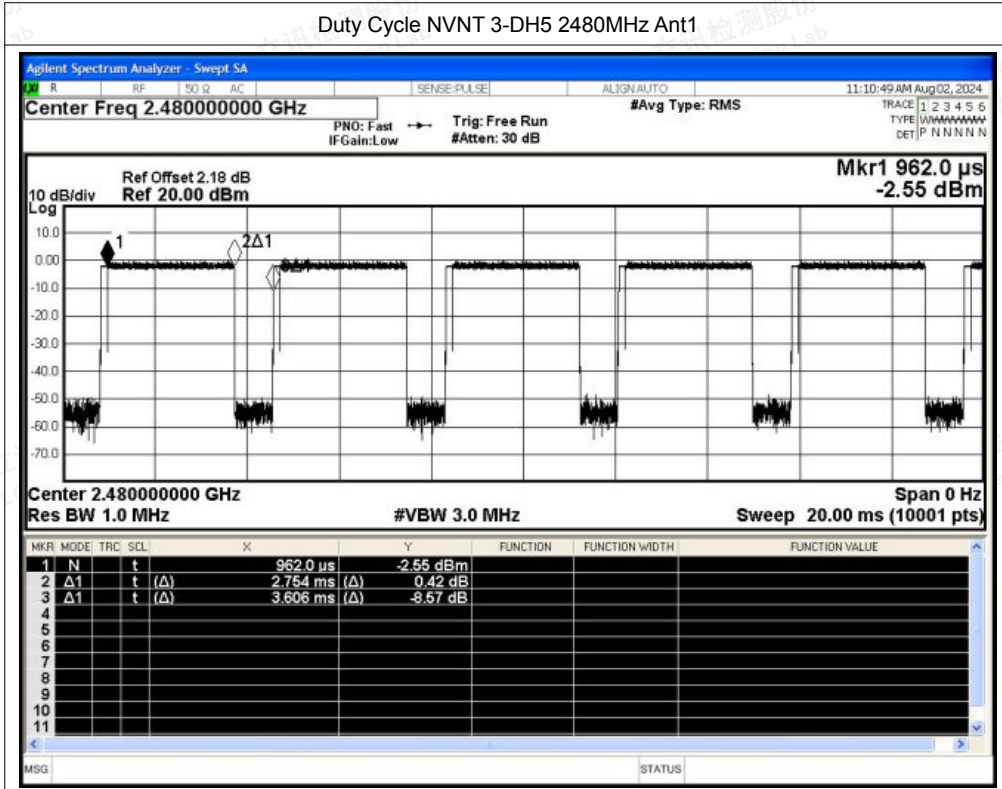 Duty Cycle NVNT 3-DH5 2480MHz Ant1
Agilent Spectrum Analyzer - Swept SA
LXI R RF 50 Ω AC SENSE:PULSE ALIGN AUTO 11:10:49 AM Aug 02, 2024
Center Freq 2.480000000 GHz #Avg Type: RMS TRACE 1 2 3 4 5 6
PNO: Fast Trig: Free Run TYPE WWWWWW
IFGain:Low #Atten: 30 dB DET P N N N N N
Mkr1 962.0 µs
Ref Offset 2.18 dB
10 dB/div Ref 20.00 dBm -2.55 dBm
Log
10.0
1 2Δ1
0.00
-10.0
-20.0
-30.0
-40.0
-50.0
-60.0
-70.0
Center 2.480000000 GHz Span 0 Hz
Res BW 1.0 MHz #VBW 3.0 MHz Sweep 20.00 ms (10001 pts)
MKR MODE TRC SCL X Y FUNCTION FUNCTION WIDTH FUNCTION VALUE
1 N t 962.0 µs -2.55 dBm
2 Δ1 t (Δ) 2.754 ms (Δ) 0.42 dB
3 Δ1 t (Δ) 3.606 ms (Δ) -8.57 dB
4
5
6
7
8
9
10
11
MSG STATUS